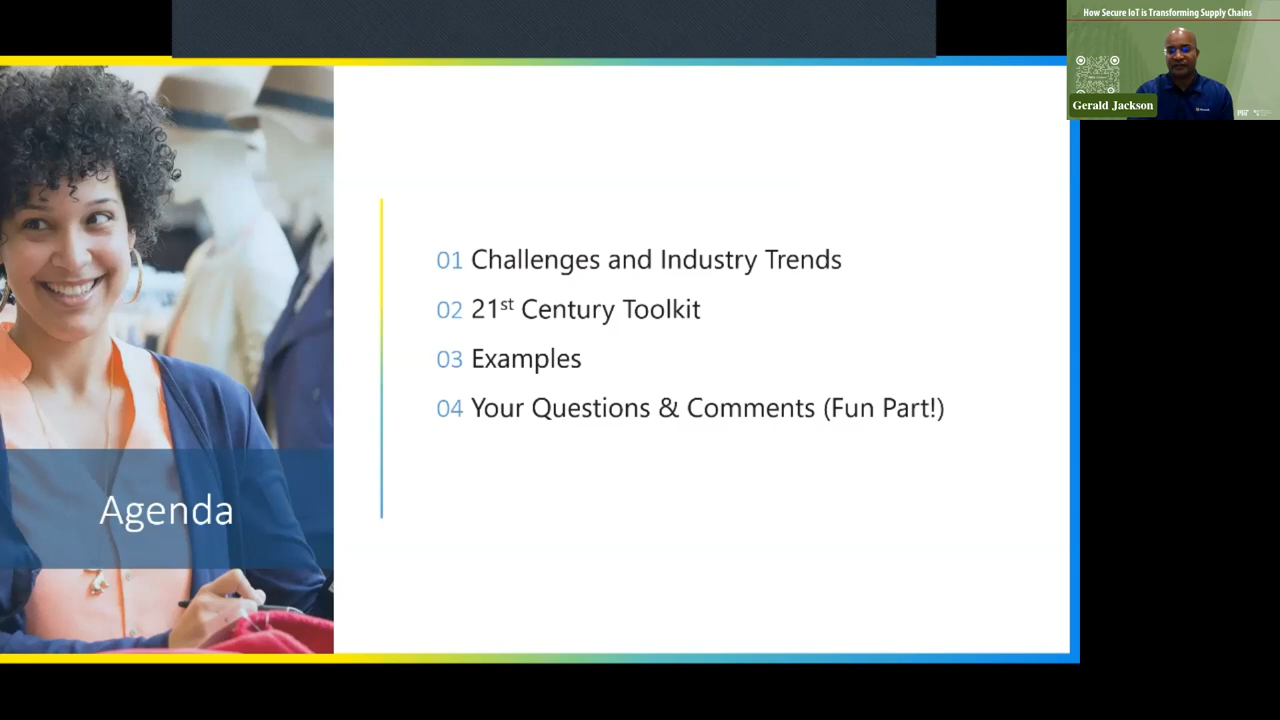 How Secure IoT is Transforming Supply Chains
Gerald Jackson
01 Challenges and Industry Trends
02 21st Century Toolkit
03 Examples
04 Your Questions & Comments (Fun Part!)
Agenda